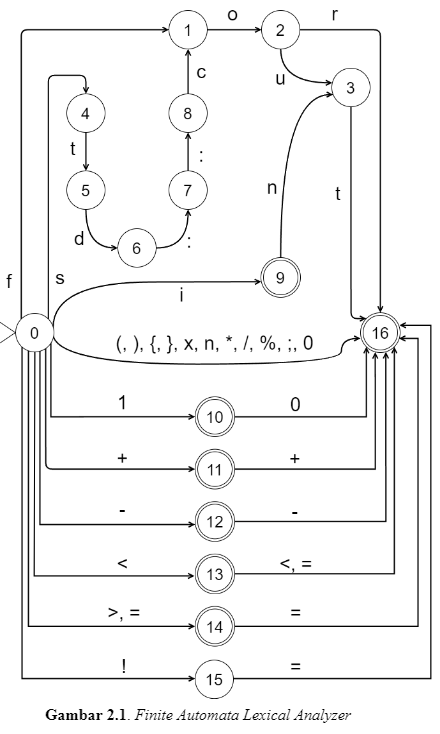 o r
1 2
u
3
c
4 8
t :
5 7
n t
d 6 :
f s 9
i
0 (, ), {, }, x, n, *, /, %, ;, 0 16
1 10 0
+ 11 +
- 12 -
< 13 <, =
>, = 14 =
! 15 =
Gambar 2.1. Finite Automata Lexical Analyzer